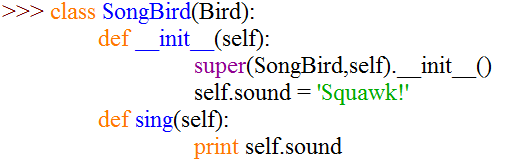 >>> class SongBird(Bird):
def __init__(self):
super(SongBird,self).__init__()
self.sound = 'Squawk!'
def sing(self):
print self.sound